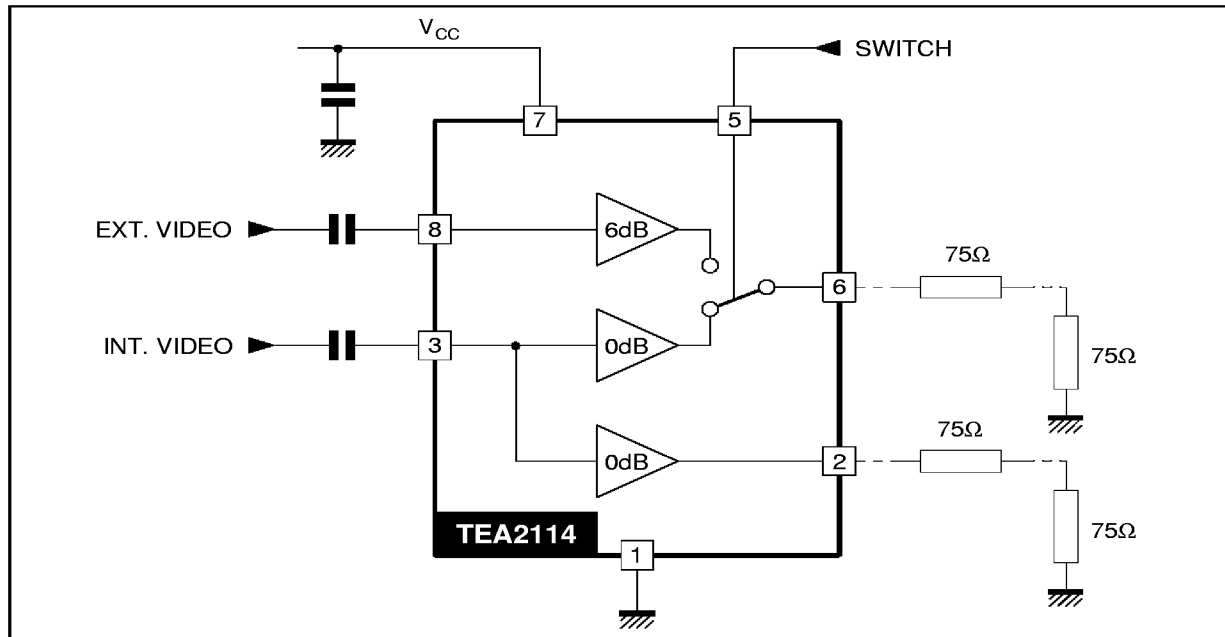 V_CC
SWITCH
7
5
EXT. VIDEO
8
6dB
75Ω
6
INT. VIDEO
3
0dB
75Ω
75Ω
0dB
2
TEA2114
75Ω
1